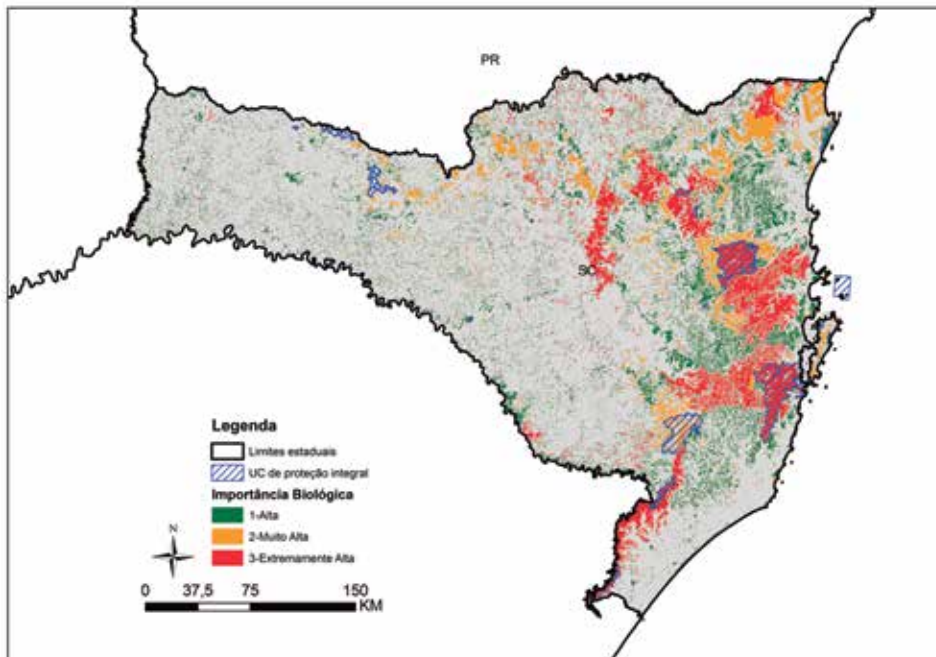 PR
SC
Legenda
Limites estaduais
UC de proteção integral
Importância Biológica
1-Alta
2-Muito Alta
3-Extremamente Alta
N
0 37,5 75 150
KM